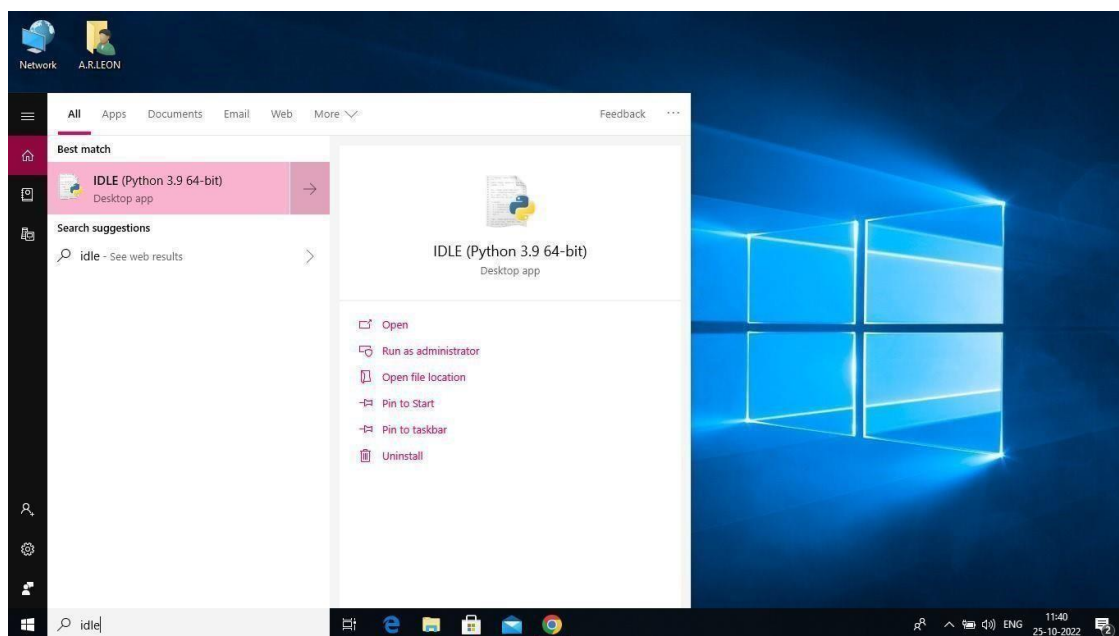 Network A.R.LEON
All Apps Documents Email Web More Feedback ...
Best match
IDLE (Python 3.9 64-bit)
Desktop app
Search suggestions
idle - See web results
IDLE (Python 3.9 64-bit)
Desktop app
Open
Run as administrator
Open file location
Pin to Start
Pin to taskbar
Uninstall
idle
ENG
11:40
25-10-2022
2